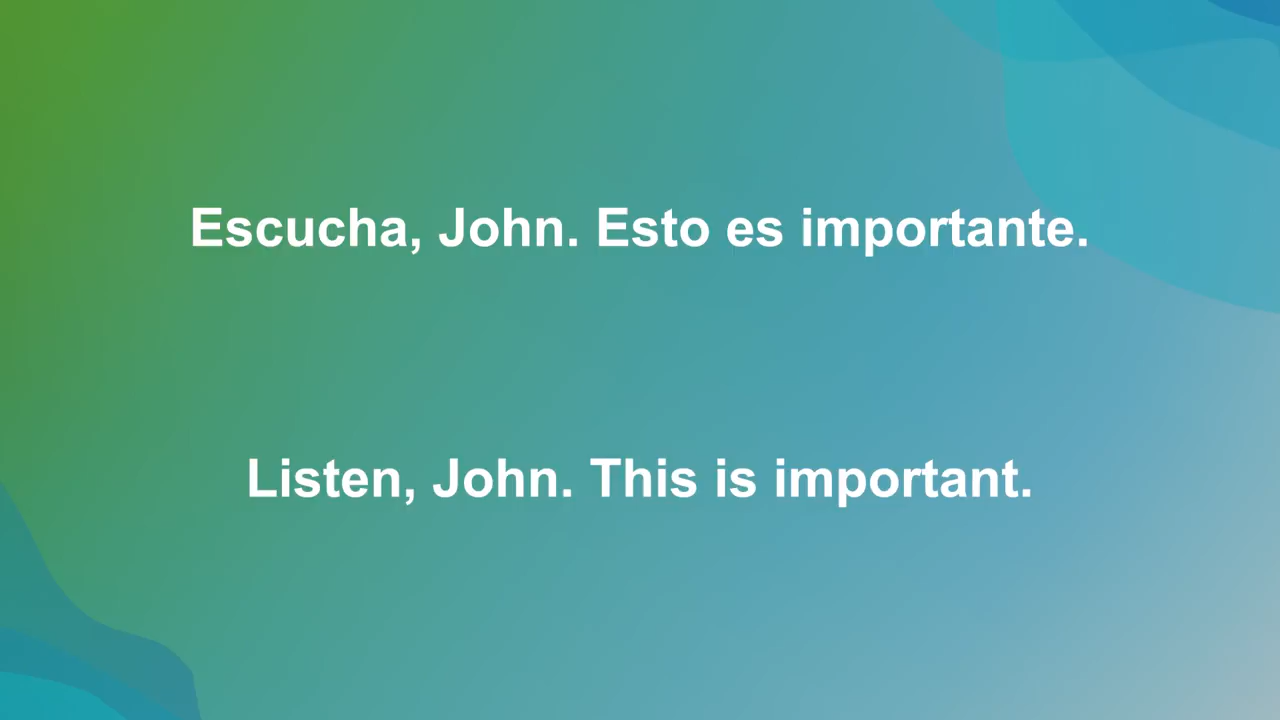 Escucha, John. Esto es importante.
Listen, John. This is important.